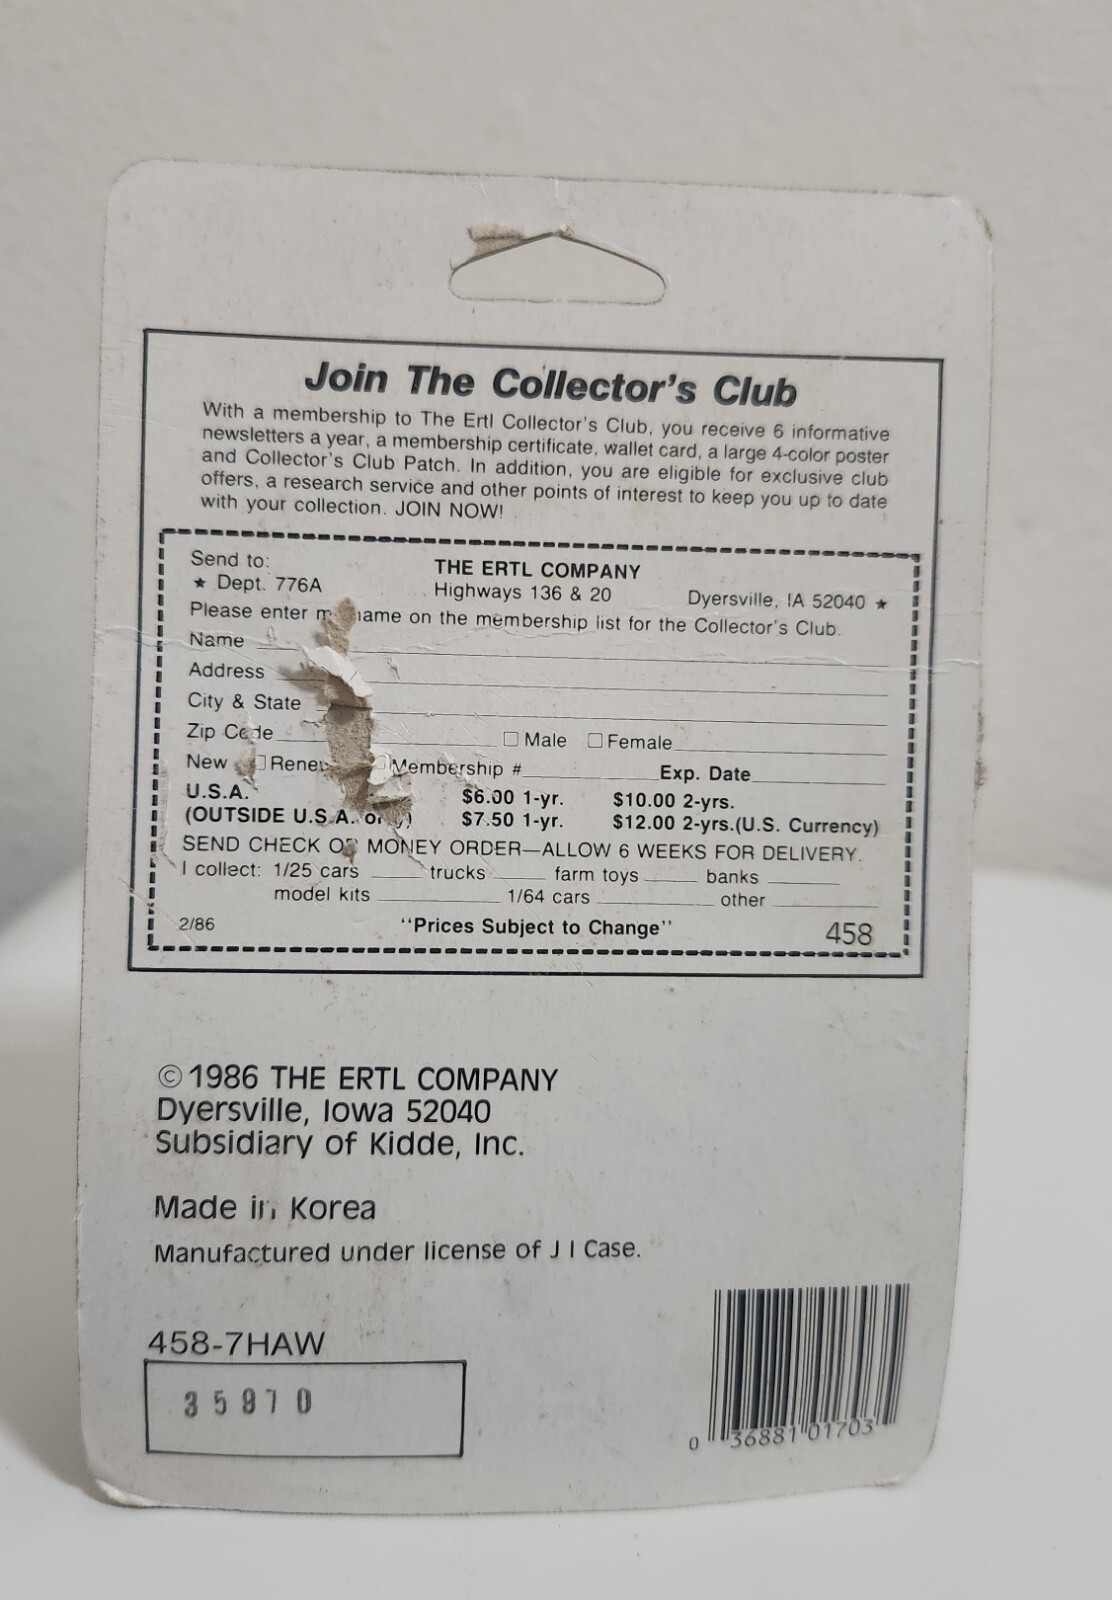 Join The Collector's Club
With a membership to The Ertl Collector's Club, you receive 6 informative
newsletters a year, a membership certificate, wallet card, a large 4-color poster
and Collector's Club Patch. In addition, you are eligible for exclusive club
offers, a research service and other points of interest to keep you up to date
with your collection. JOIN NOW!
Send to: THE ERTL COMPANY
★ Dept. 776A Highways 136 & 20 Dyersville, IA 52040 ★
Please enter name on the membership list for the Collector's Club.
Name
Address
City & State
Zip Code □ Male □ Female
New □ □ Membership # Exp. Date
U.S.A. $6.00 1-yr. $10.00 2-yrs.
(OUTSIDE U.S.A. $7.50 1-yr. $12.00 2-yrs.(U.S. Currency)
SEND CHECK OR MONEY ORDER—ALLOW 6 WEEKS FOR DELIVERY.
I collect: 1/25 cars trucks farm toys banks
model kits 1/64 cars other
2/86 "Prices Subject to Change" 458
© 1986 THE ERTL COMPANY
Dyersville, Iowa 52040
Subsidiary of Kidde, Inc.
Made in Korea
Manufactured under license of J I Case.
458-7HAW
35870
0 36881 01703